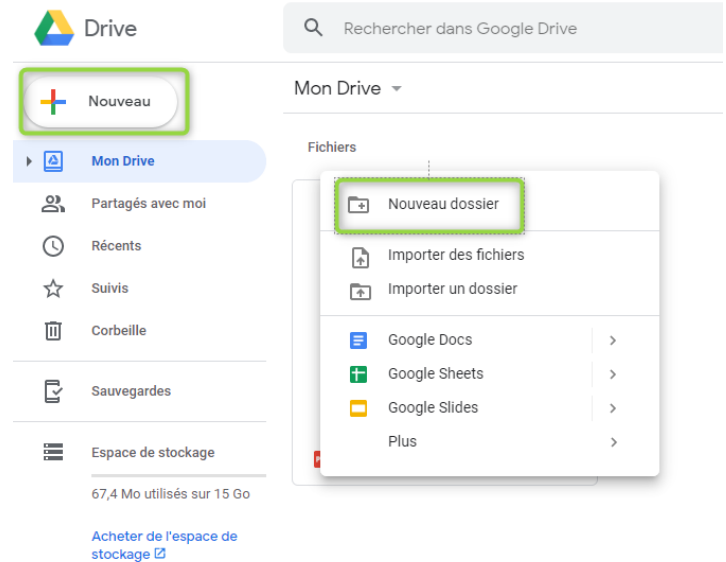 Drive
Rechercher dans Google Drive
Nouveau
Mon Drive
Mon Drive
Fichiers
Partagés avec moi
Récents
Suivis
Corbeille
Sauvegardes
Espace de stockage
67,4 Mo utilisés sur 15 Go
Acheter de l'espace de
stockage
Nouveau dossier
Importer des fichiers
Importer un dossier
Google Docs
Google Sheets
Google Slides
Plus